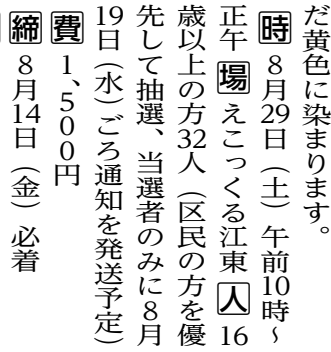 だ黄色に染まります。
時 8月29日（土）午前10時～
正午 場 えこっくる江東 人 16
歳以上の方32人（区民の方を優
先して抽選、当選者のみに8月
19日（水）ごろ通知を発送予定）
費 1、500円
締 8月14日（金）必着